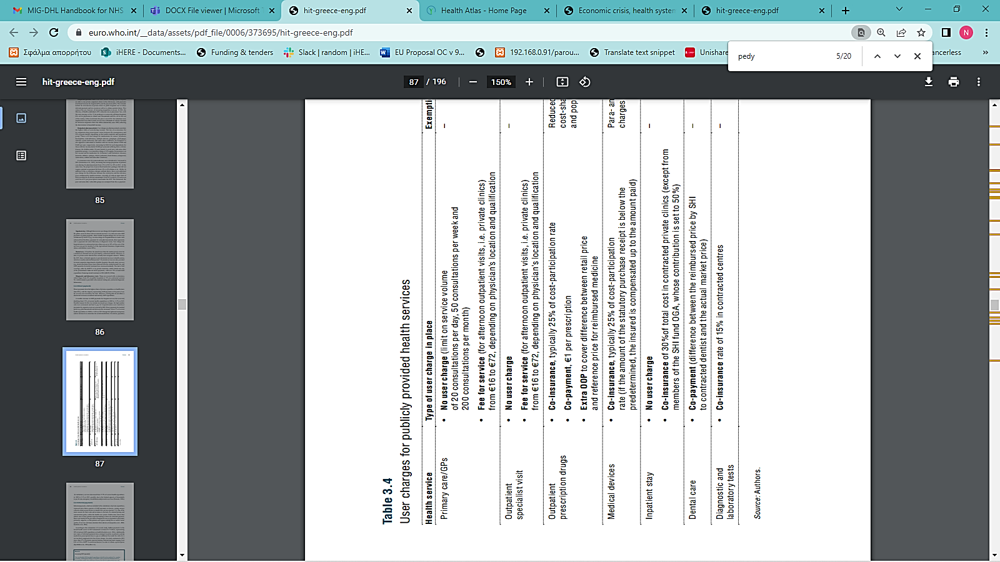 MIG-DHL Handbook for NHS
DOCX File viewer | Microsoft
hit-greece-eng.pdf
Health Atlas - Home Page
Economic crisis, health system
hit-greece-eng.pdf
euro.who.int/__data/assets/pdf_file/0006/373695/hit-greece-eng.pdf
N
Σφάλμα απορρήτου
iHERE - Documents...
Funding & tenders
Slack | random | iHE...
EU Proposal OC v 9...
192.168.0.91/parou...
Translate text snippet
Unishare
ancerless
»
pedy
5/20
hit-greece-eng.pdf
87 / 196
150%
85
86
87
Table 3.4
User charges for publicly provided health services
Health service
Type of user charge in place
Exempti
Primary care/GPs
• No user charge (limit on service volume
of 20 consultations per day, 50 consultations per week and
200 consultations per month)
• Fee for service (for afternoon outpatient visits, i.e. private clinics)
from €16 to €72, depending on physician's location and qualification
–
Outpatient
specialist visit
• No user charge
• Fee for service (for afternoon outpatient visits, i.e. private clinics)
from €16 to €72, depending on physician's location and qualification
–
Outpatient
prescription drugs
• Co-insurance, typically 25% of cost-participation rate
• Co-payment, €1 per prescription
• Extra OOP to cover difference between retail price
and reference price for reimbursed medicine
Reduced
cost-sha
and pop
Medical devices
• Co-insurance, typically 25% of cost-participation
rate (if the amount of the statutory purchase receipt is below the
predetermined, the insured is compensated up to the amount paid)
Para- an
charges
Inpatient stay
• No user charge
• Co-insurance of 30%of total cost in contracted private clinics (except from
members of the SHI fund OGA, whose contribution is set to 50%)
–
Dental care
• Co-payment (difference between the reimbursed price by SHI
to contracted dentist and the actual market price)
–
Diagnostic and
laboratory tests
• Co-insurance rate of 15% in contracted centres
–
Source: Authors.